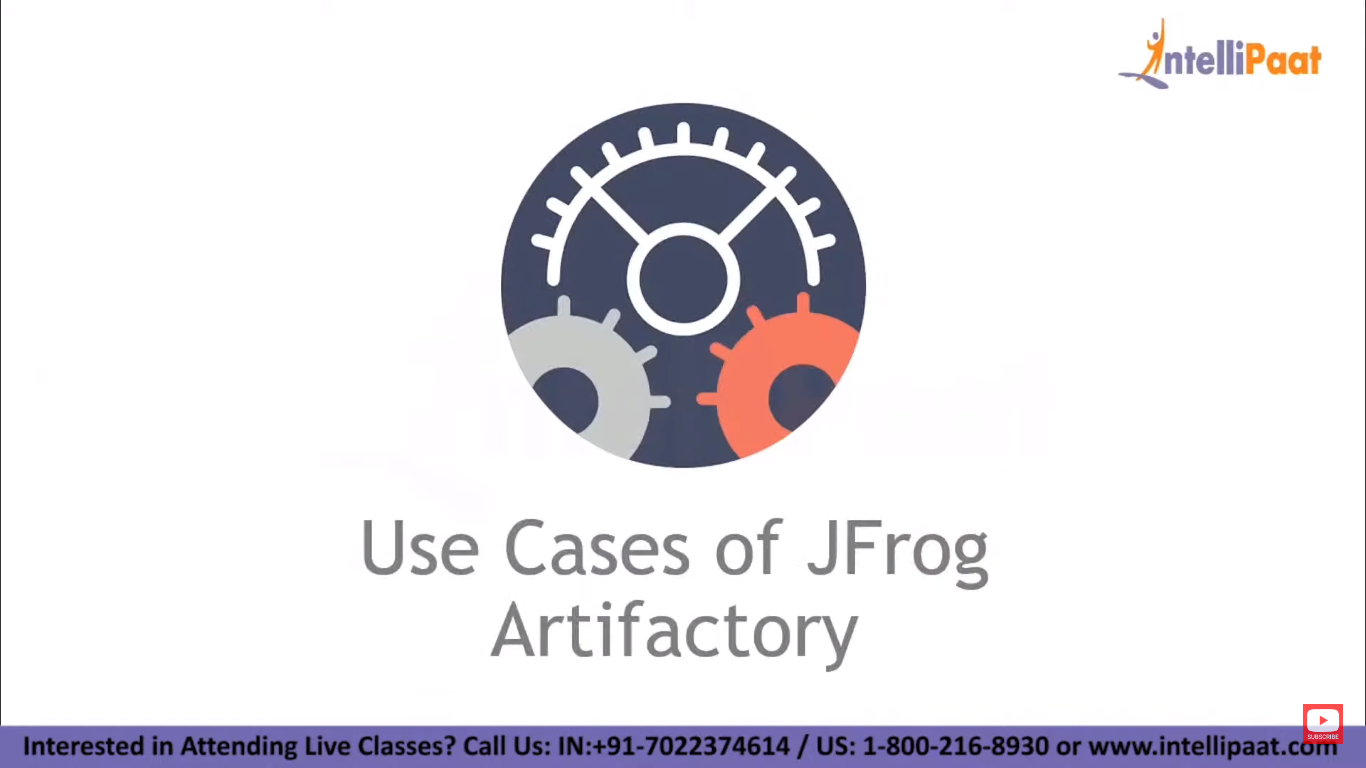 IntelliPaat
Use Cases of JFrog
Artifactory
SUBSCRIBE
Interested in Attending Live Classes? Call Us: IN:+91-7022374614 / US: 1-800-216-8930 or www.intellipaat.com